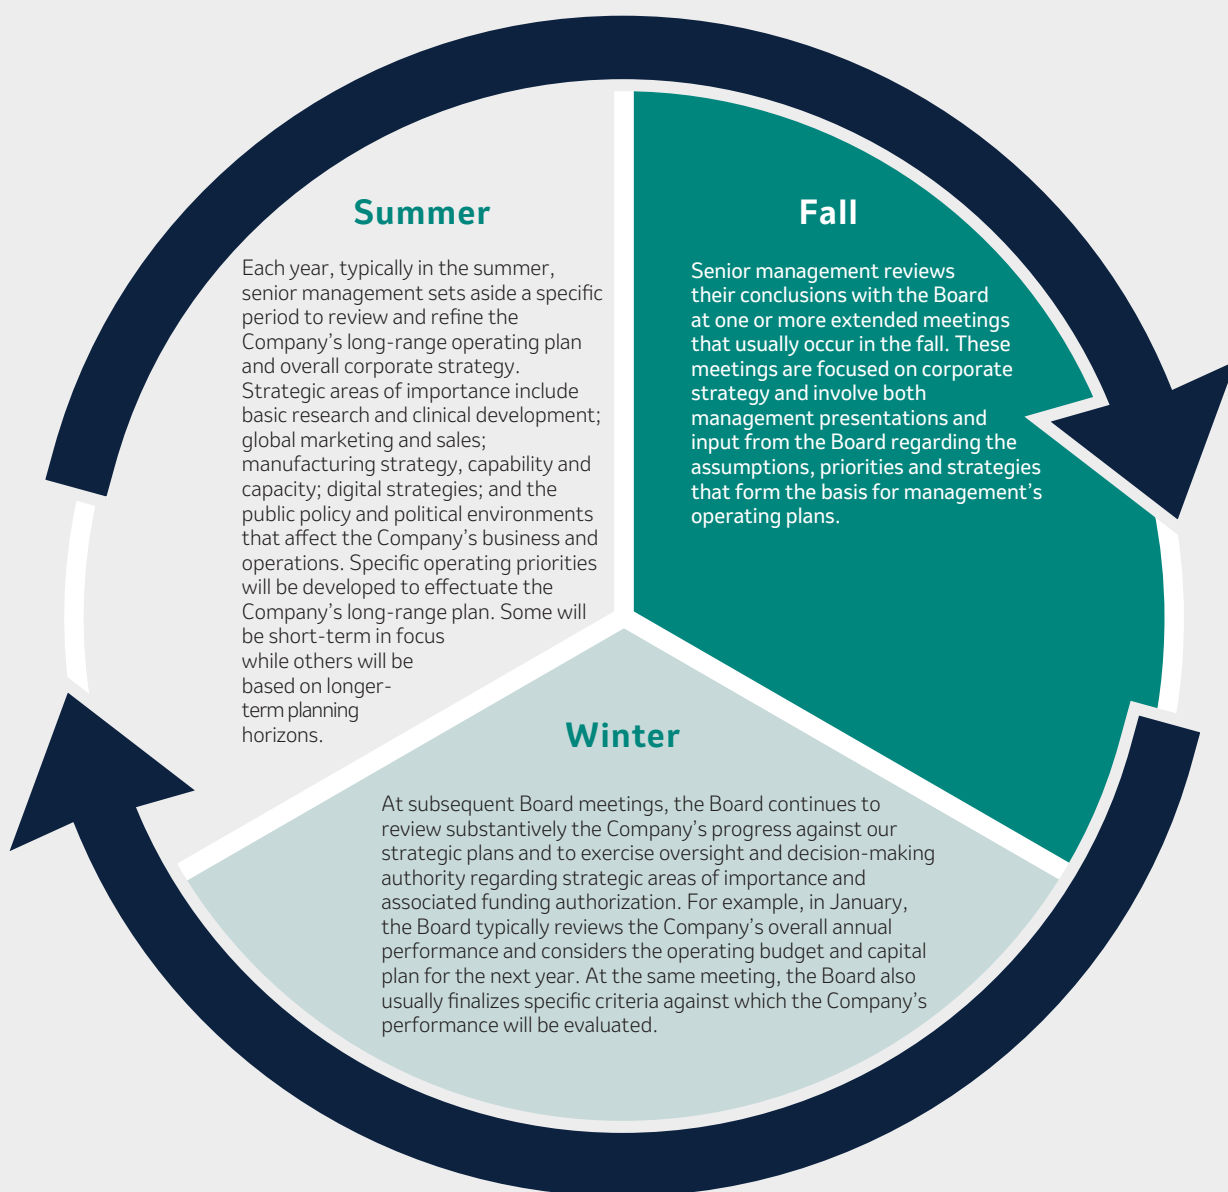 Summer
Each year, typically in the summer,
senior management sets aside a specific
period to review and refine the
Company’s long-range operating plan
and overall corporate strategy.
Strategic areas of importance include
basic research and clinical development;
global marketing and sales;
manufacturing strategy, capability and
capacity; digital strategies; and the
public policy and political environments
that affect the Company’s business and
operations. Specific operating priorities
will be developed to effectuate the
Company’s long-range plan. Some will
be short-term in focus
while others will be
based on longer-
term planning
horizons.
Fall
Senior management reviews
their conclusions with the Board
at one or more extended meetings
that usually occur in the fall. These
meetings are focused on corporate
strategy and involve both
management presentations and
input from the Board regarding the
assumptions, priorities and strategies
that form the basis for management’s
operating plans.
Winter
At subsequent Board meetings, the Board continues to
review substantively the Company’s progress against our
strategic plans and to exercise oversight and decision-making
authority regarding strategic areas of importance and
associated funding authorization. For example, in January,
the Board typically reviews the Company’s overall annual
performance and considers the operating budget and capital
plan for the next year. At the same meeting, the Board also
usually finalizes specific criteria against which the Company’s
performance will be evaluated.